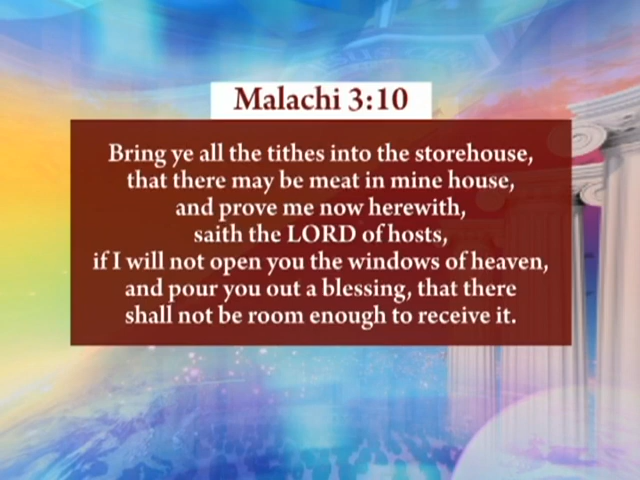 Malachi 3:10
Bring ye all the tithes into the storehouse,
that there may be meat in mine house,
and prove me now herewith,
saith the LORD of hosts,
if I will not open you the windows of heaven,
and pour you out a blessing, that there
shall not be room enough to receive it.